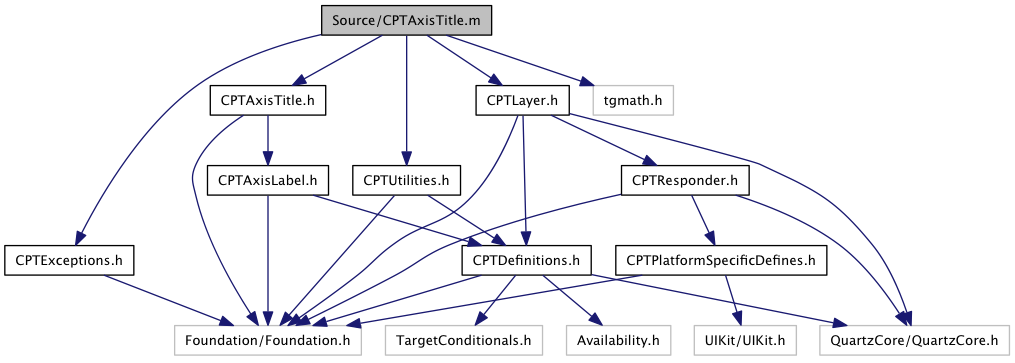 Source/CPTAxisTitle.m
CPTAxisTitle.h
CPTLayer.h
tgmath.h
CPTAxisLabel.h
CPTUtilities.h
CPTResponder.h
CPTExceptions.h
CPTDefinitions.h
CPTPlatformSpecificDefines.h
Foundation/Foundation.h
TargetConditionals.h
Availability.h
UIKit/UIKit.h
QuartzCore/QuartzCore.h